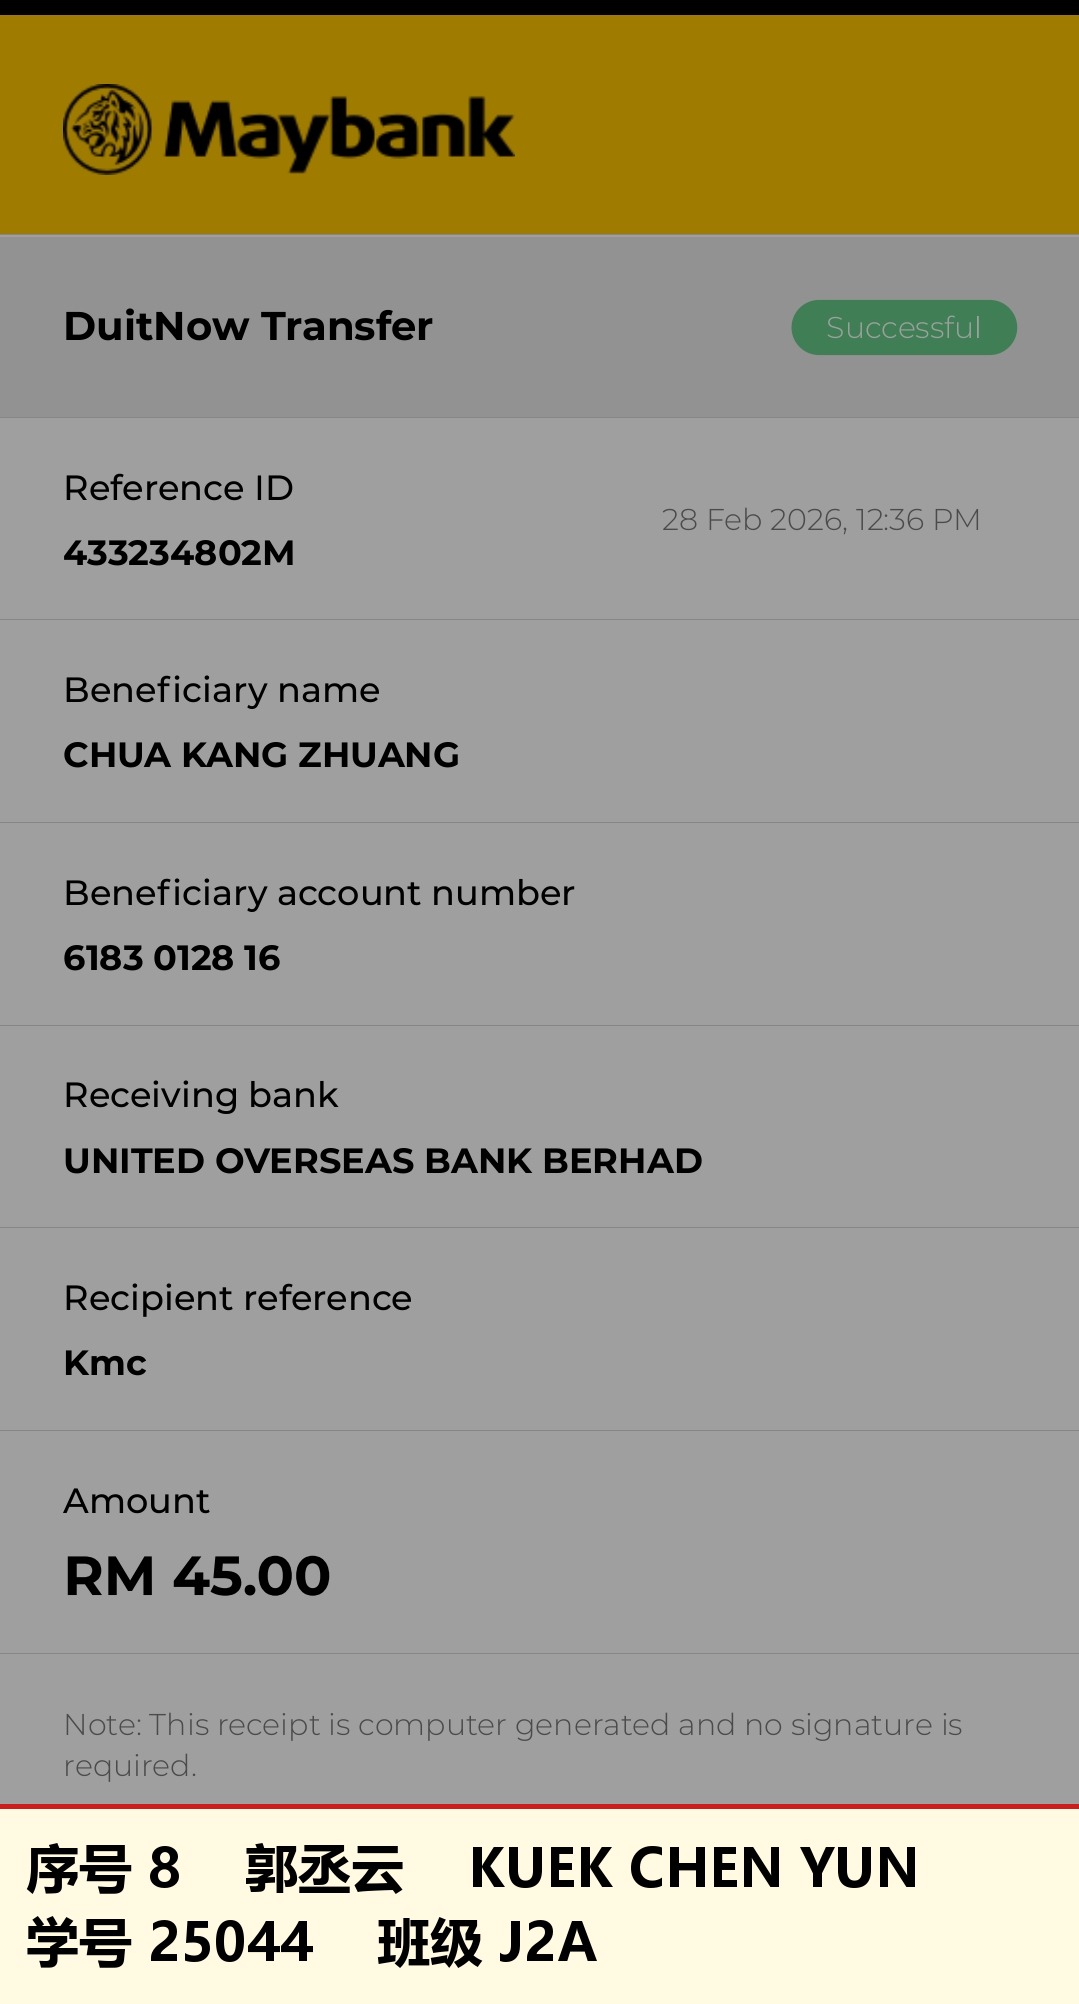 Maybank
DuitNow Transfer
Successful
Reference ID
28 Feb 2026, 12:36 PM
433234802M
Beneficiary name
CHUA KANG ZHUANG
Beneficiary account number
6183 0128 16
Receiving bank
UNITED OVERSEAS BANK BERHAD
Recipient reference
Kmc
Amount
RM 45.00
Note: This receipt is computer generated and no signature is
required.
序号 8 郭丞云 KUEK CHEN YUN
学号 25044 班级 J2A